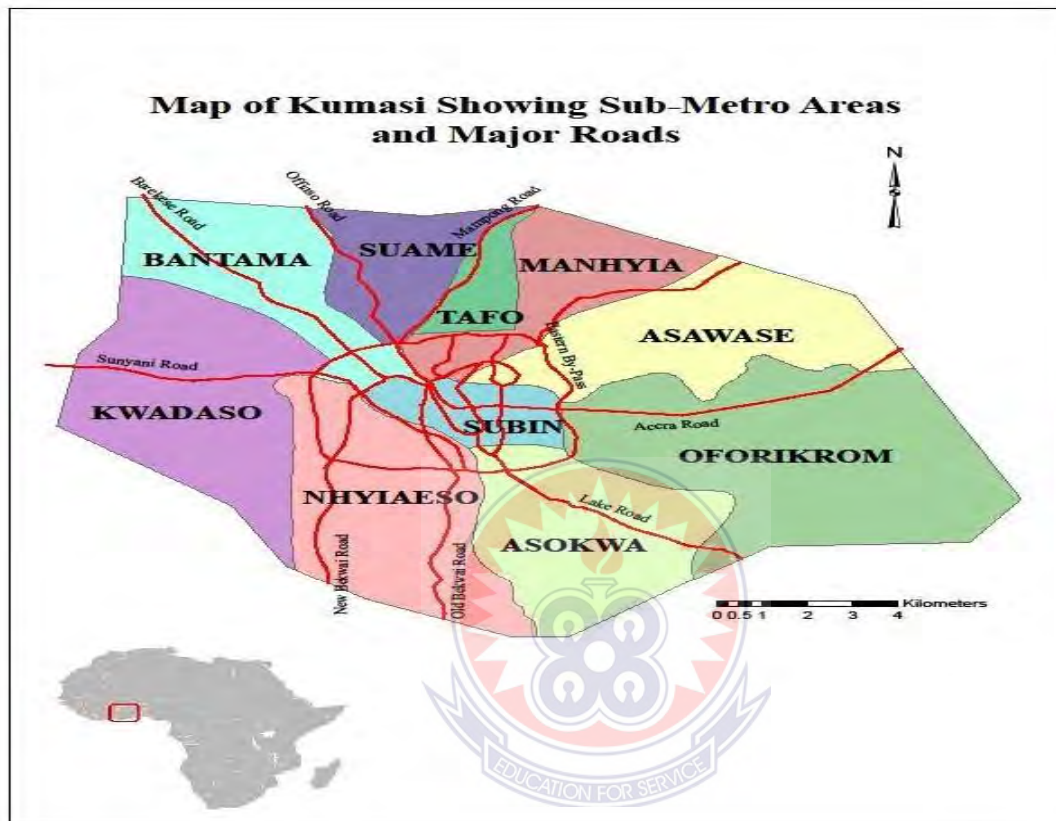 Map of Kumasi Showing Sub-Metro Areas
and Major Roads
N
Barekese Road
Offinso Road
Mampong Road
SUAME
BANTAMA
MANHYIA
TAFO
ASAWASE
Eastern By-Pass
Sunyani Road
KWADASO
SUBIN
Accra Road
OFORIKROM
NHYIAESO
Lake Road
ASOKWA
New Bekwai Road
Old Bekwai Road
Kilometers
0 0.5 1 2 3 4
EDUCATION FOR SERVICE